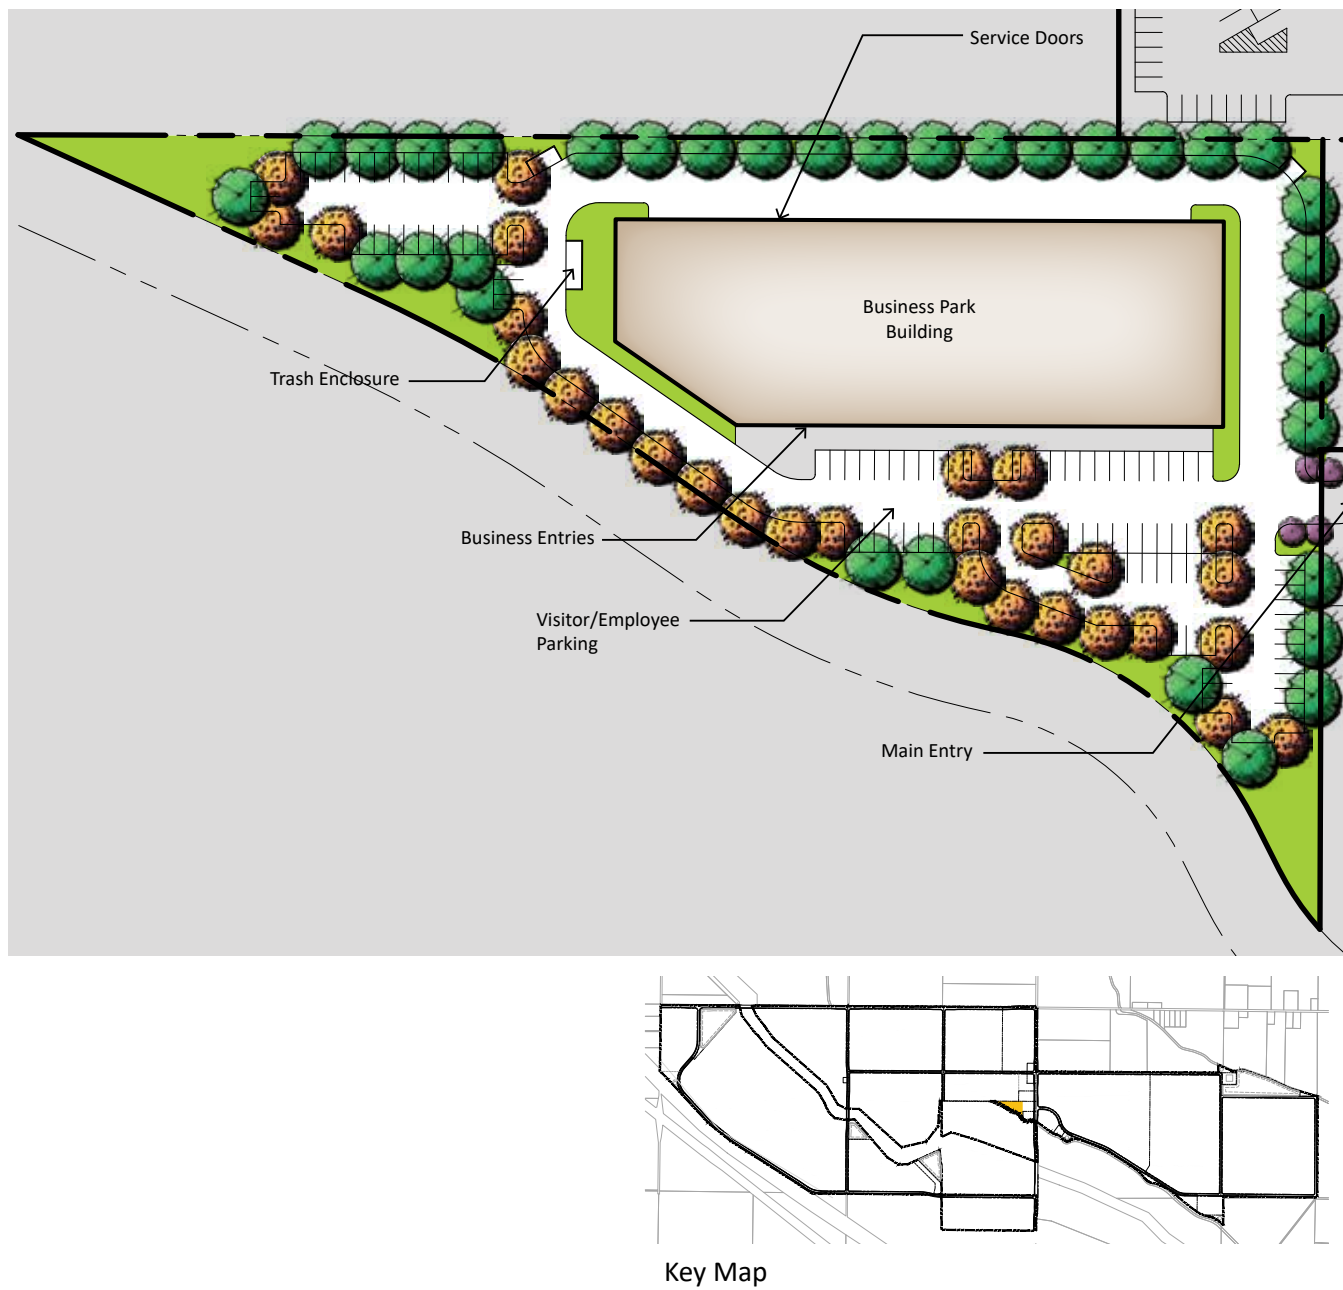 Service Doors
Business Park
Building
Trash Enclosure
Business Entries
Visitor/Employee
Parking
Main Entry
Key Map